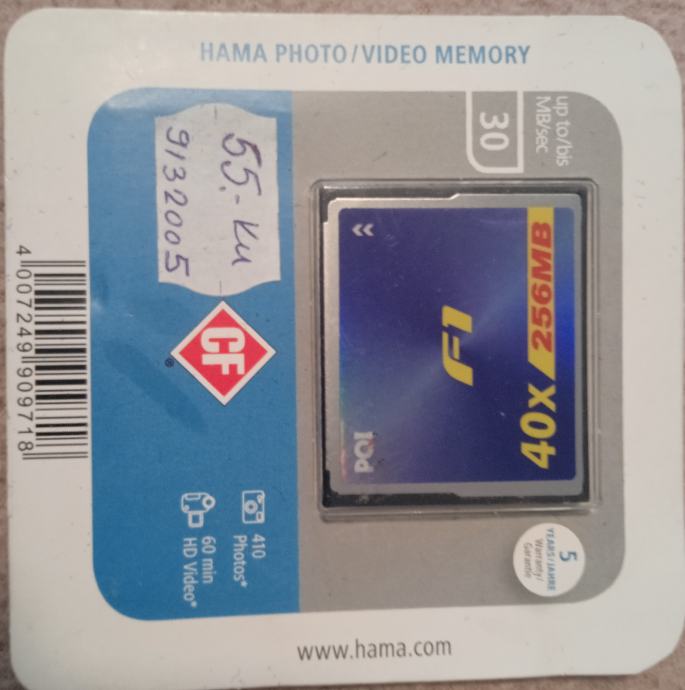 HAMA PHOTO/VIDEO MEMORY
up to/bis
MB/sec
30
55.- KM
9132005
40X
256MB
F1
PQI
CF
®
410
Photos*
60 min
HD Video*
5
YEARS/JAHRE
Warranty/
Garantie
4 007249 909718
www.hama.com